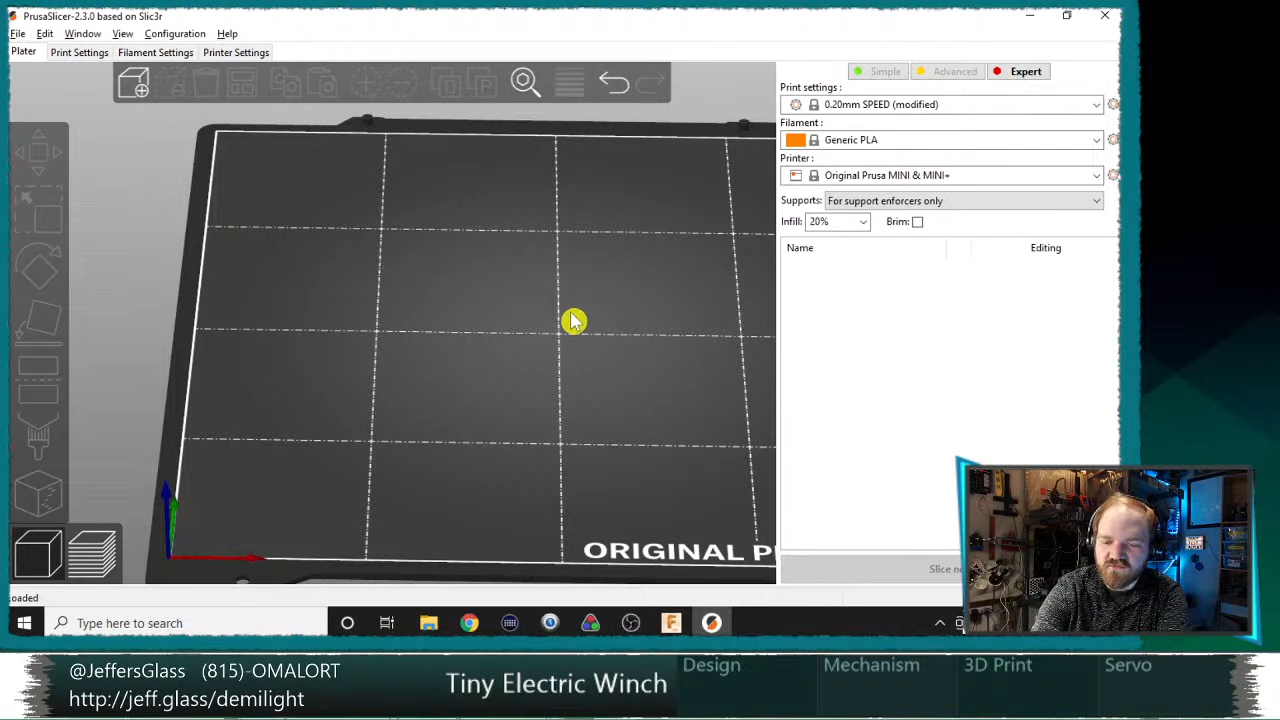 PrusaSlicer-2.3.0 based on Slic3r
File Edit Window View Configuration Help
Plater Print Settings Filament Settings Printer Settings
Simple Advanced Expert
Print settings :
0.20mm SPEED (modified)
Filament:
Generic PLA
Printer :
Original Prusa MINI & MINI+
Supports: For support enforcers only
Infill: 20% Brim:
Name Editing
ORIGINAL
Slice
oaded
Type here to search
@JeffersGlass (815)-OMALORT
http://jeff.glass/demilight
Tiny Electric Winch
Design Mechanism 3D Print Servo